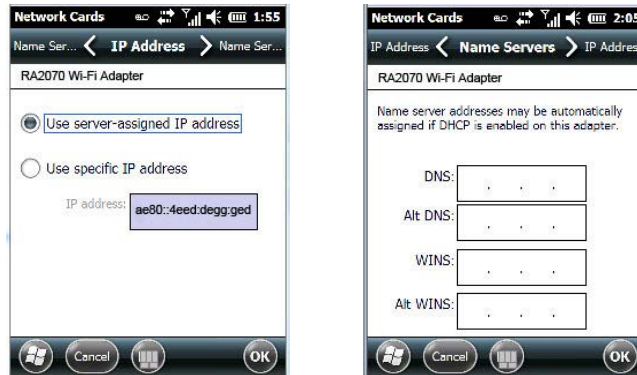 Network Cards 1:55
Name Ser... IP Address Name Ser...
RA2070 Wi-Fi Adapter
Use server-assigned IP address
Use specific IP address
IP address: ae80::4eed:degg:ged
Cancel OK
Network Cards 2:05
IP Address Name Servers IP Addres
RA2070 Wi-Fi Adapter
Name server addresses may be automatically
assigned if DHCP is enabled on this adapter.
DNS: . . .
Alt DNS: . . .
WINS: . . .
Alt WINS: . . .
Cancel OK